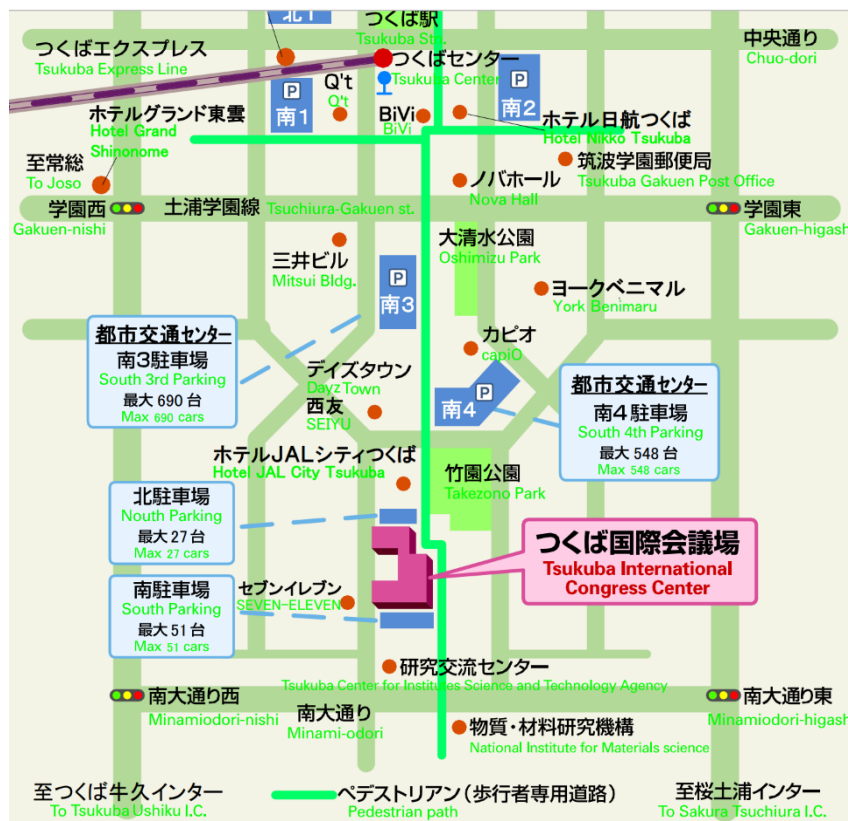 北1
つくば駅
Tsukuba Stn.
つくばエクスプレス
Tsukuba Express Line
つくばセンター
Tsukuba Center
中央通り
Chuo-dori
P
南1
Q't
Q't
BiVi
BiVi
P
南2
ホテル日航つくば
Hotel Nikko Tsukuba
ホテルグランド東雲
Hotel Grand
Shinonome
至常総
To Joso
筑波学園郵便局
Tsukuba Gakuen Post Office
ノバホール
Nova Hall
学園西
Gakuen-nishi
土浦学園線
Tsuchiura-Gakuen st.
学園東
Gakuen-higash
三井ビル
Mitsui Bldg.
大清水公園
Oshimizu Park
P
南3
ヨークベニマル
York Benimaru
都市交通センター
南3駐車場
South 3rd Parking
最大690台
Max 690 cars
カピオ
capiO
デイズタウン
Dayz Town
西友
SEIYU
P
南4
都市交通センター
南4駐車場
South 4th Parking
最大548台
Max 548 cars
ホテルJALシティつくば
Hotel JAL City Tsukuba
竹園公園
Takezono Park
北駐車場
Nouth Parking
最大27台
Max 27 cars
つくば国際会議場
Tsukuba International
Congress Center
南駐車場
South Parking
最大51台
Max 51 cars
セブンイレブン
SEVEN-ELEVEN
研究交流センター
Tsukuba Center for Institutes Science and Technology Agency
南大通り西
Minamiodori-nishi
南大通り
Minami-odori
南大通り東
Minamiodori-higash
物質・材料研究機構
National Institute for Materials science
至つくば牛久インター
To Tsukuba Ushiku I.C.
ペデストリアン(歩行者専用道路)
Pedestrian path
至桜土浦インター
To Sakura Tsuchiura I.C.